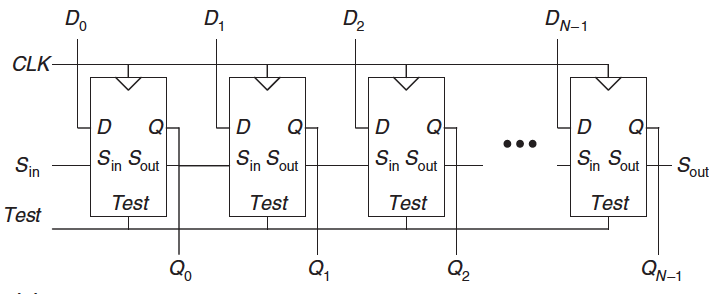 D0 D1 D2 DN−1
CLK
D Q D Q D Q D Q
Sin Sin Sout Sin Sout Sin Sout Sin Sout Sout
Test Test Test Test
Test
Q0 Q1 Q2 QN−1